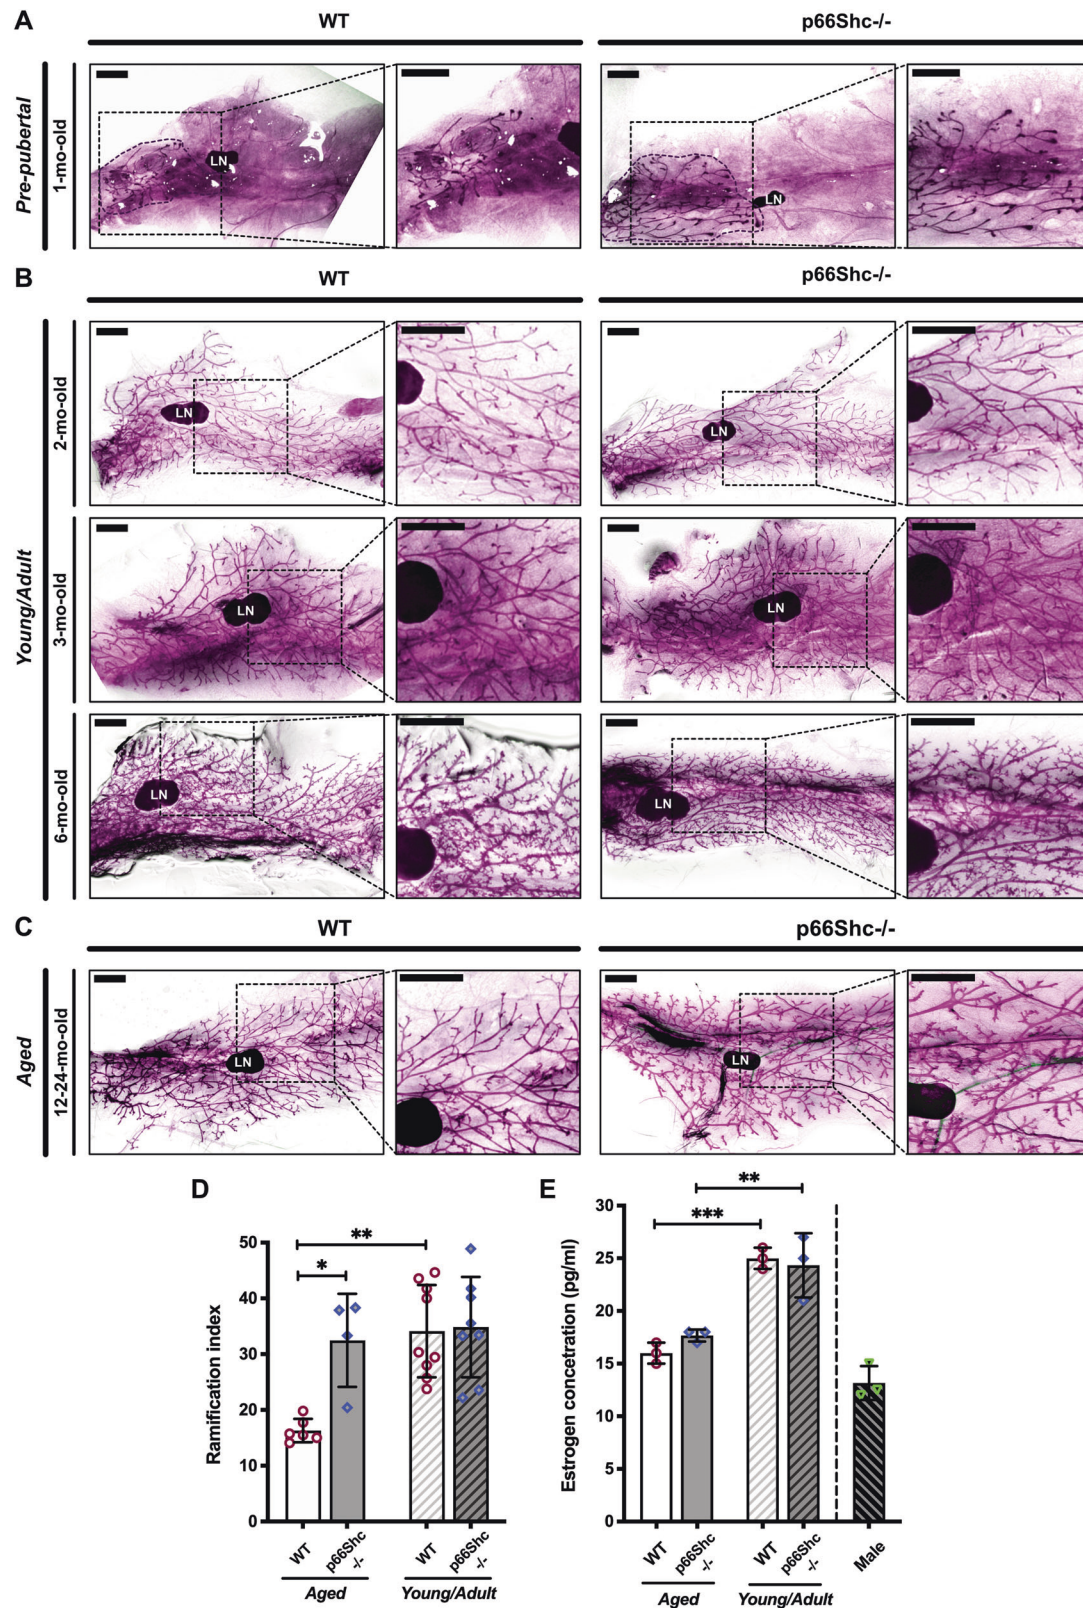 A
WT
p66Shc-/-
Pre-pubertal
1-mo-old
LN
LN
B
WT
p66Shc-/-
Young/Adult
2-mo-old
LN
LN
3-mo-old
LN
LN
6-mo-old
LN
LN
C
WT
p66Shc-/-
Aged
12-24-mo-old
LN
LN
D
**
*
Ramification index
50
40
30
20
10
0
WT
p66Shc
-/-
WT
p66Shc
-/-
Aged
Young/Adult
E
**
***
Estrogen concetration (pg/ml)
30
25
20
15
10
5
0
WT
p66Shc
-/-
WT
p66Shc
-/-
Male
Aged
Young/Adult